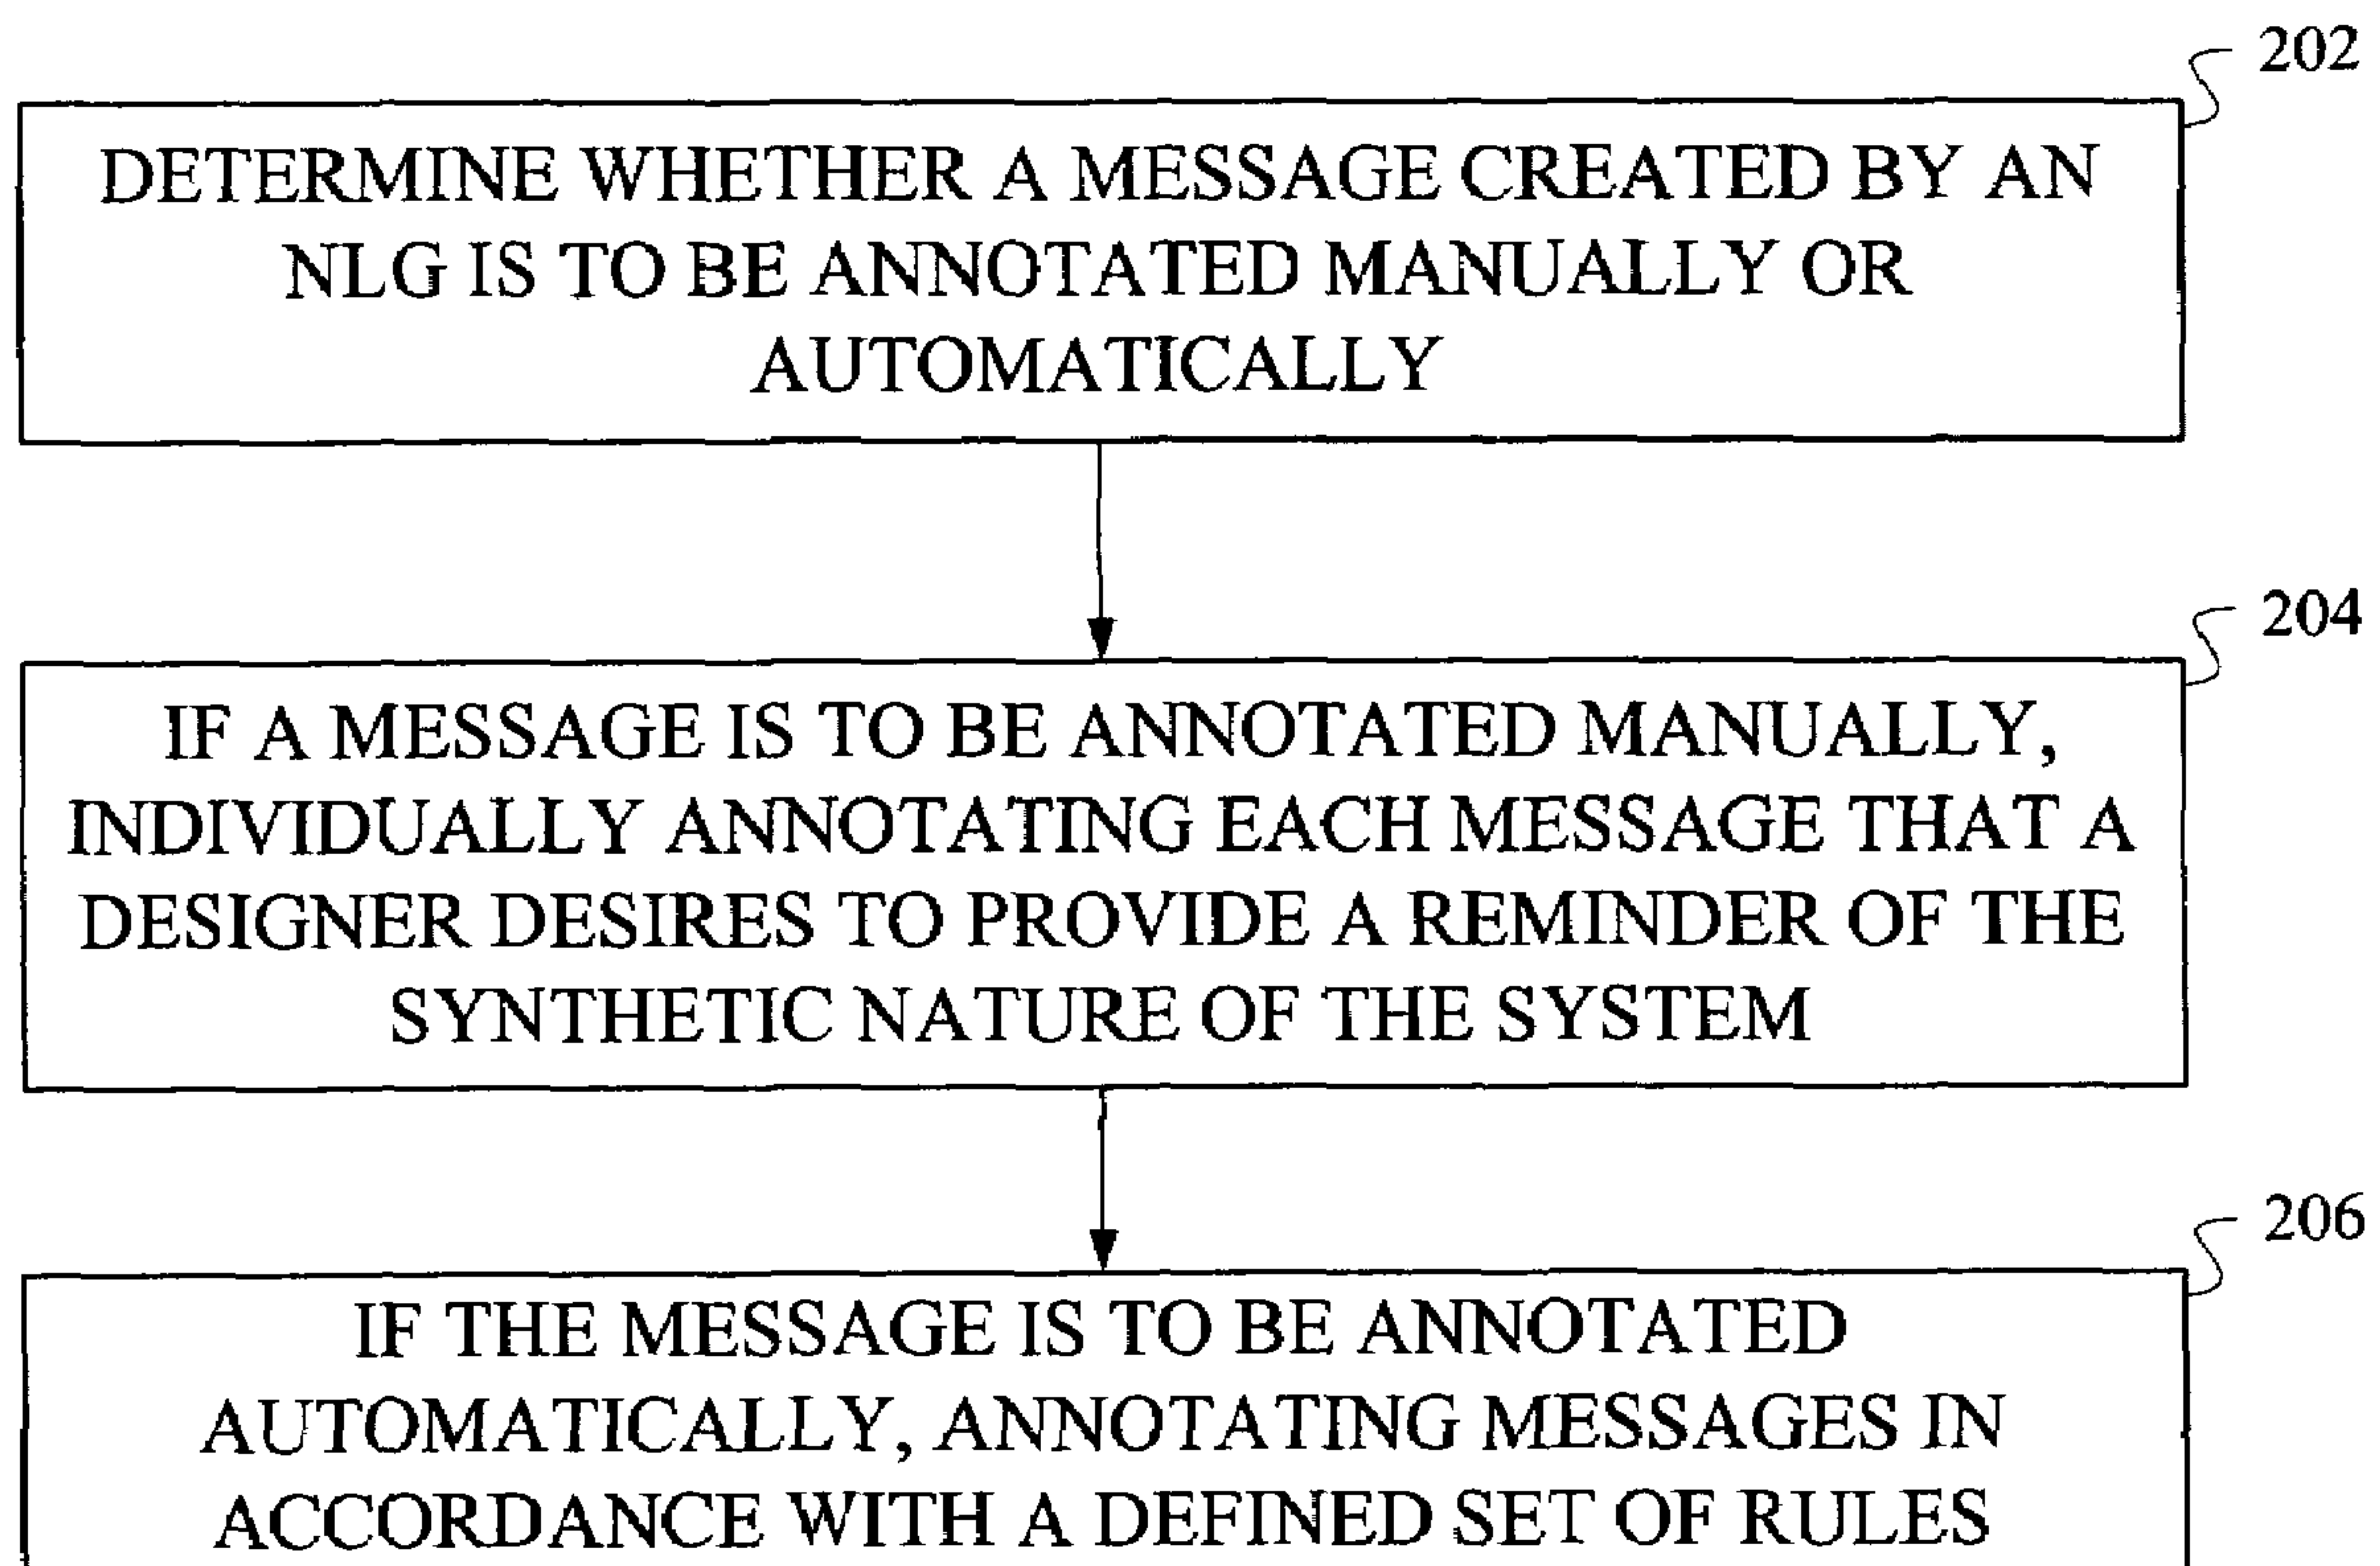 202
DETERMINE WHETHER A MESSAGE CREATED BY AN
NLG IS TO BE ANNOTATED MANUALLY OR
AUTOMATICALLY
204
IF A MESSAGE IS TO BE ANNOTATED MANUALLY,
INDIVIDUALLY ANNOTATING EACH MESSAGE THAT A
DESIGNER DESIRES TO PROVIDE A REMINDER OF THE
SYNTHETIC NATURE OF THE SYSTEM
206
IF THE MESSAGE IS TO BE ANNOTATED
AUTOMATICALLY, ANNOTATING MESSAGES IN
ACCORDANCE WITH A DEFINED SET OF RULES